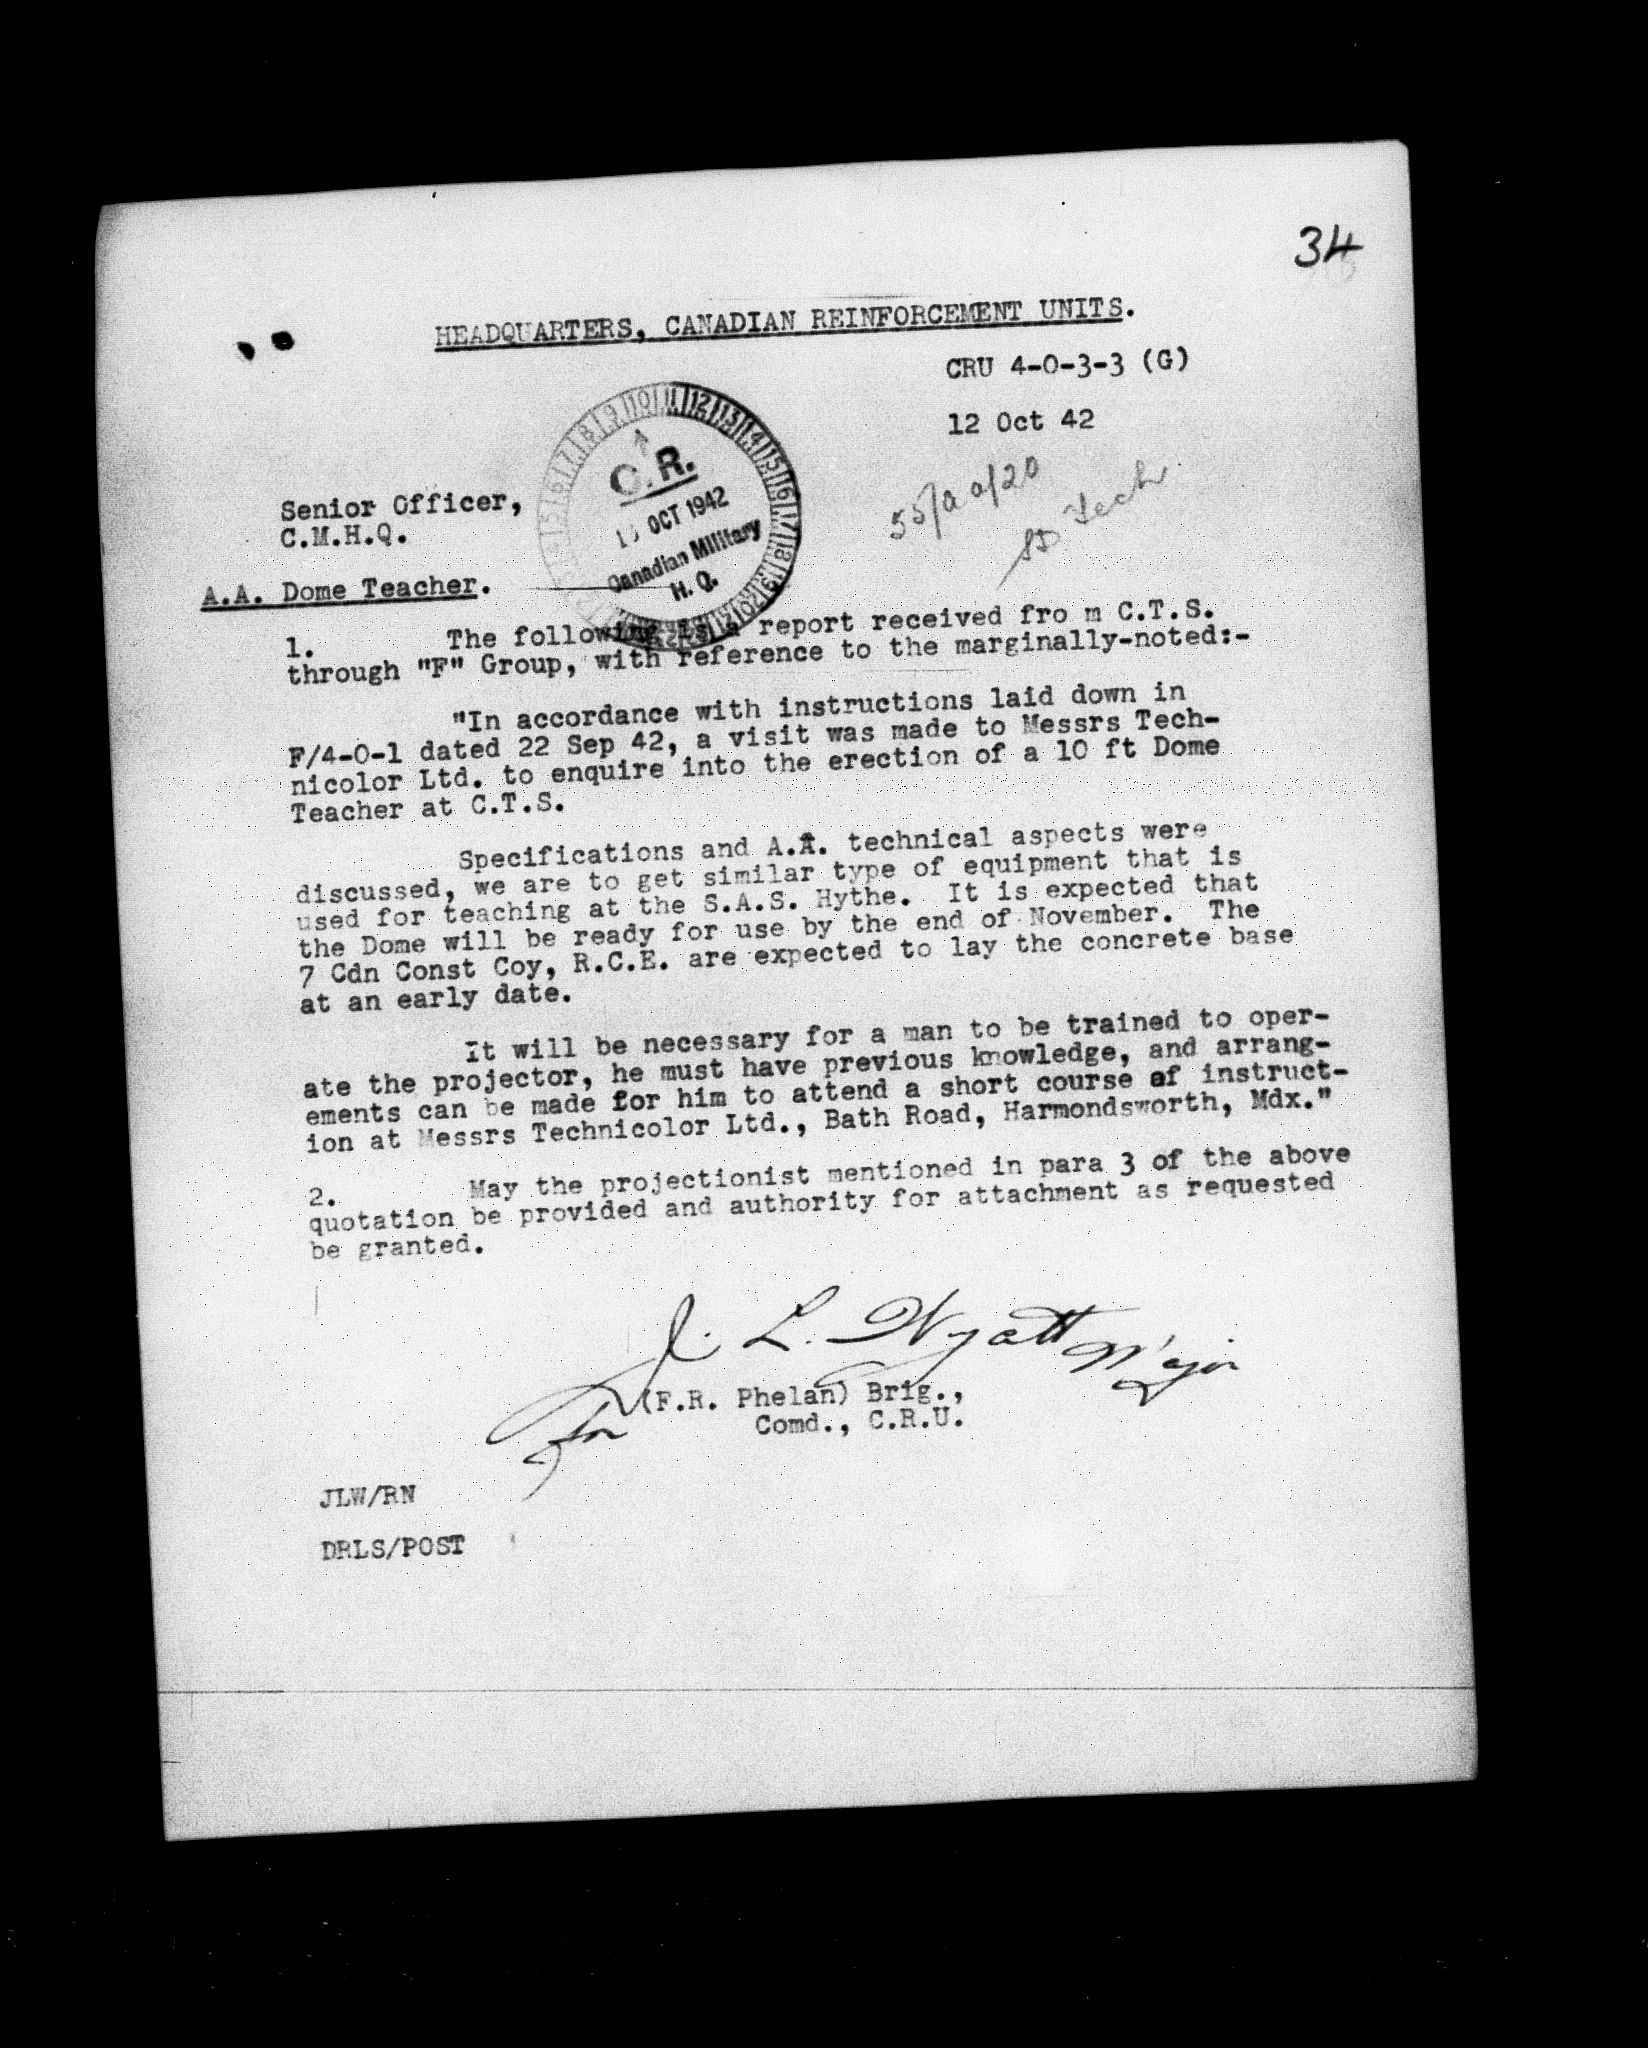 34
HEADQUARTERS, CANADIAN REINFORCEMENT UNITS.
CRU 4-0-3-3 (G)
12 Oct 42
C.R.
OCT 1942
Canadian Military
H.Q.
55/aa/20
SD Tech
Senior Officer,
C.M.H.Q.
A.A. Dome Teacher.
1. The following is a report received fro m C.T.S.
through "F" Group, with reference to the marginally-noted:-
"In accordance with instructions laid down in
F/4-0-1 dated 22 Sep 42, a visit was made to Messrs Tech-
nicolor Ltd. to enquire into the erection of a 10 ft Dome
Teacher at C.T.S.
Specifications and A.A. technical aspects were
discussed, we are to get similar type of equipment that is
used for teaching at the S.A.S. Hythe. It is expected that
the Dome will be ready for use by the end of November. The
7 Cdn Const Coy, R.C.E. are expected to lay the concrete base
at an early date.
It will be necessary for a man to be trained to oper-
ate the projector, he must have previous knowledge, and arrang-
ements can be made for him to attend a short course of instruct-
ion at Messrs Technicolor Ltd., Bath Road, Harmondsworth, Mdx."
2. May the projectionist mentioned in para 3 of the above
quotation be provided and authority for attachment as requested
be granted.
J. L. Wyatt Major
for (F.R. Phelan) Brig.,
Comd., C.R.U.
JLW/RN
DRLS/POST